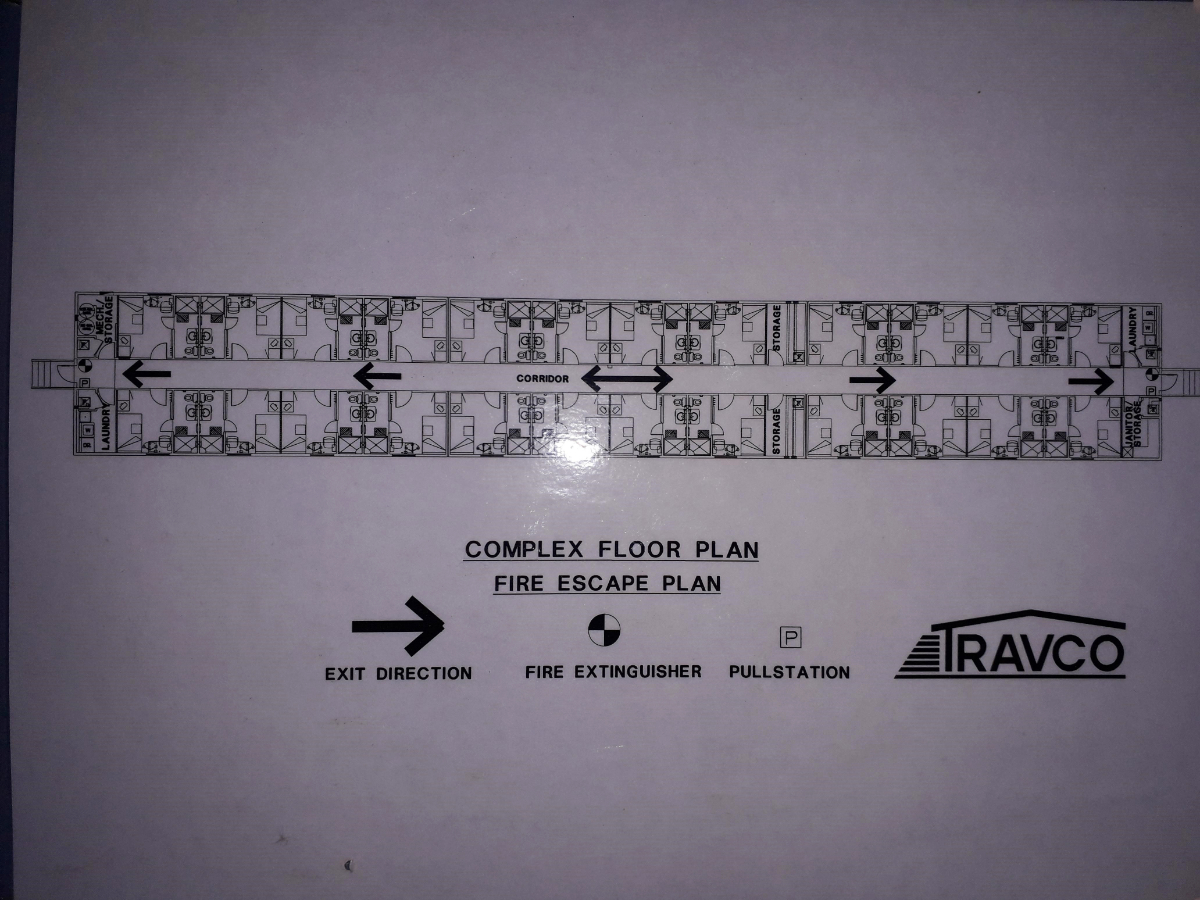 MECH./
STORAGE
STORAGE
LAUNDRY
P
CORRIDOR
P
LAUNDRY
STORAGE
JANITOR/
STORAGE
COMPLEX FLOOR PLAN
FIRE ESCAPE PLAN
P
EXIT DIRECTION
FIRE EXTINGUISHER
PULLSTATION
TRAVCO